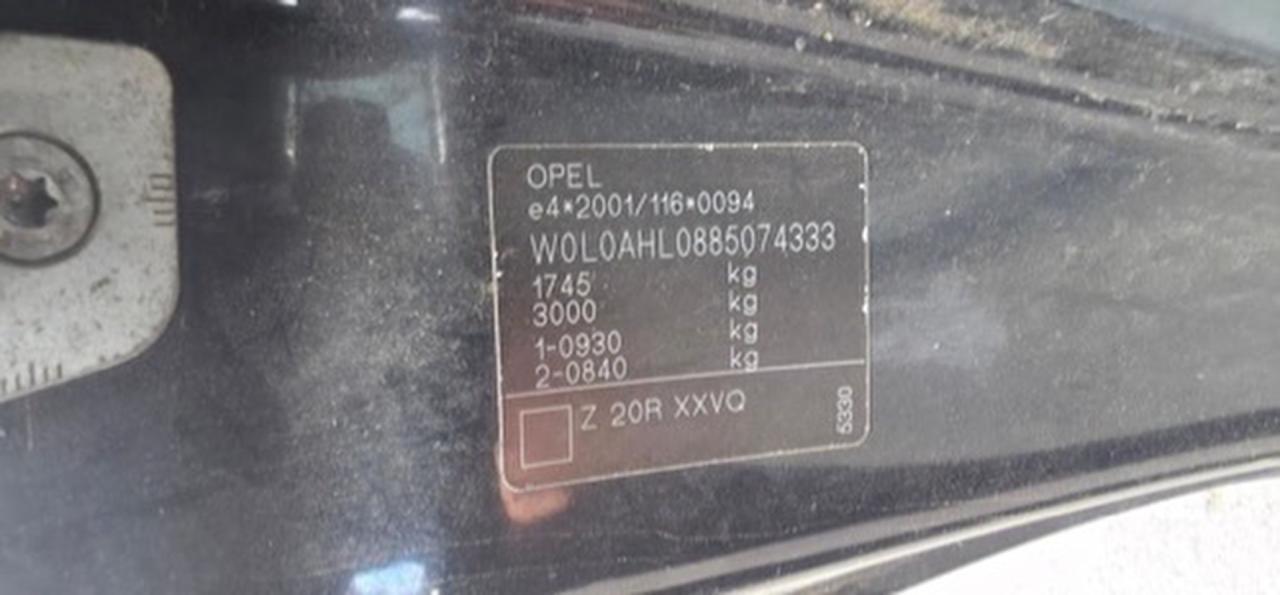 OPEL
e4*2001/116*0094
W0L0AHL0885074333
1745 kg
3000 kg
1-0930 kg
2-0840 kg
Z 20R XXVQ
5330